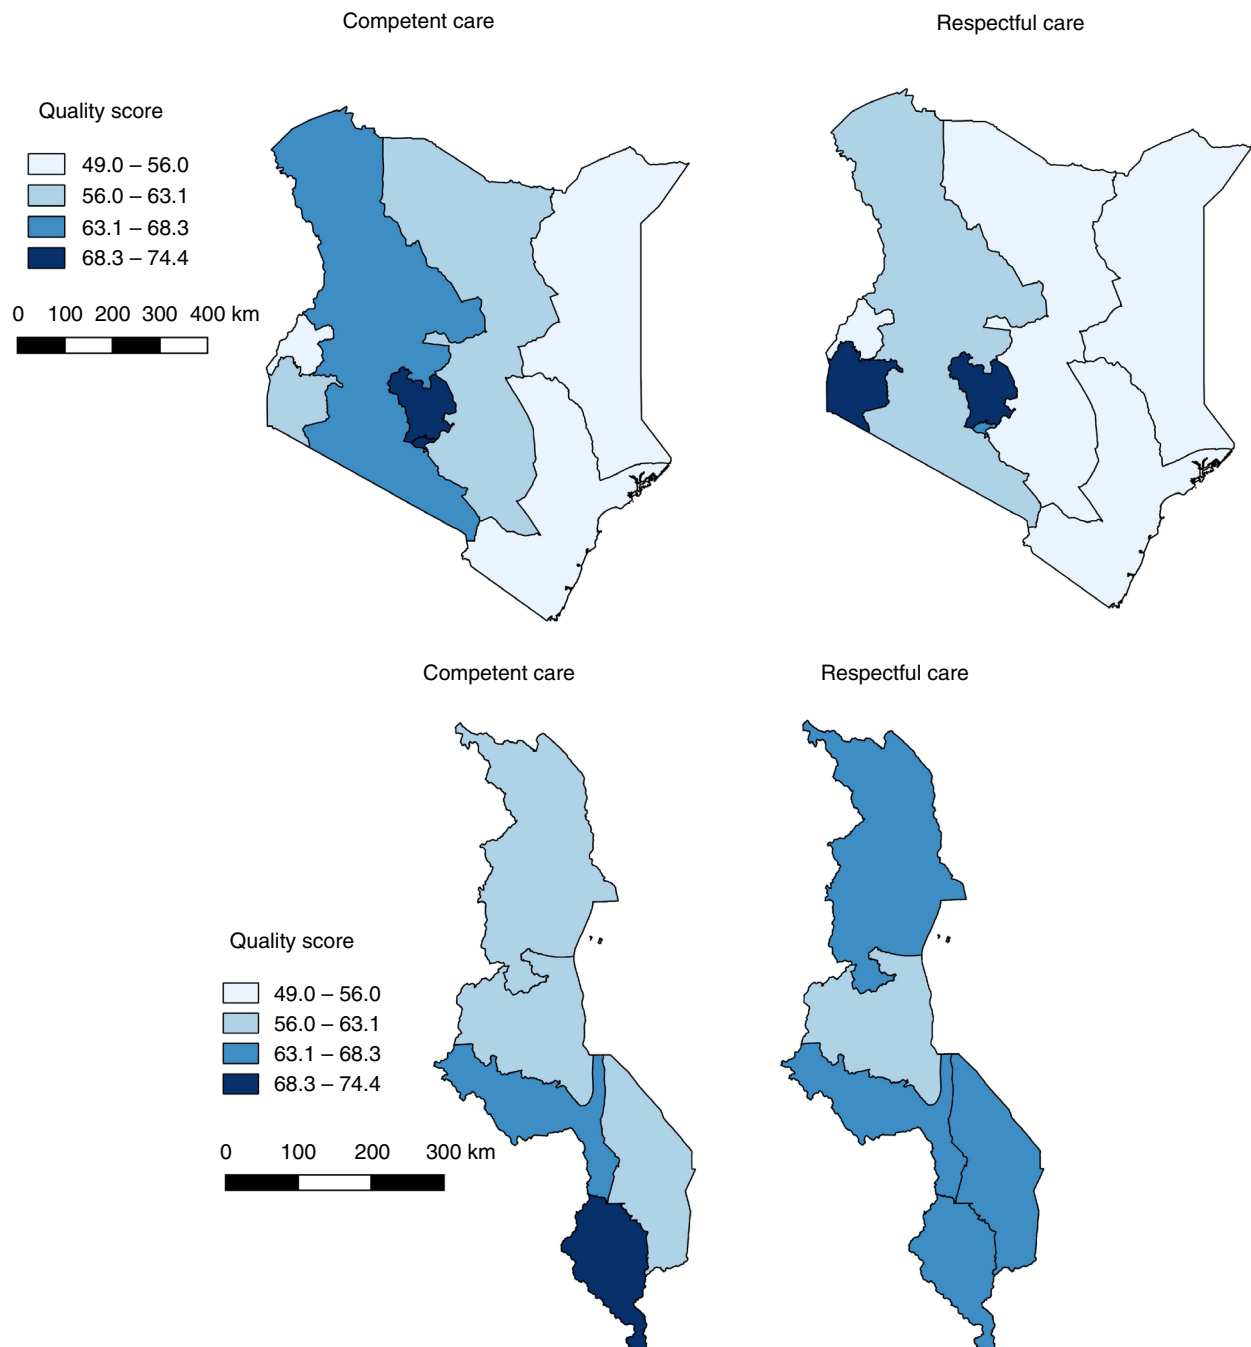 Competent care
Respectful care
Quality score
49.0 – 56.0
56.0 – 63.1
63.1 – 68.3
68.3 – 74.4
0 100 200 300 400 km
Competent care
Respectful care
Quality score
49.0 – 56.0
56.0 – 63.1
63.1 – 68.3
68.3 – 74.4
0 100 200 300 km